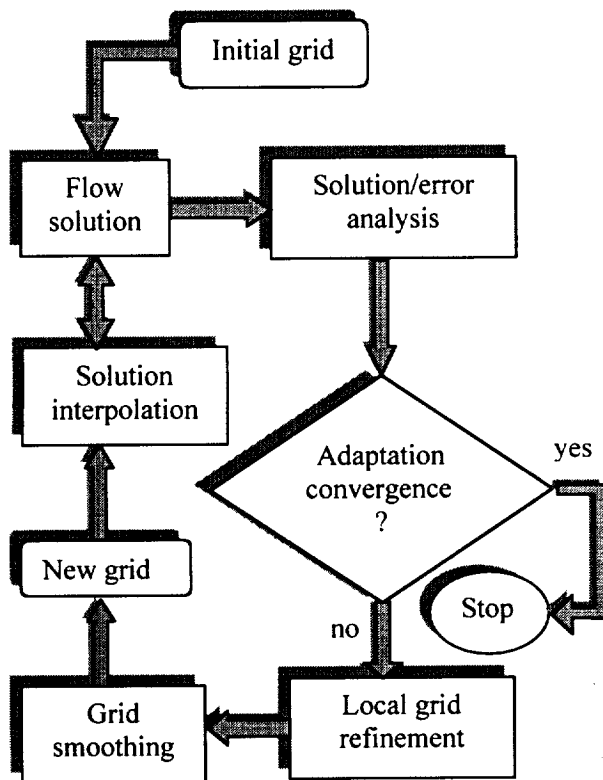 Initial grid
Flow
solution
Solution/error
analysis
Solution
interpolation
Adaptation
convergence
?
yes
New grid
Stop
no
Grid
smoothing
Local grid
refinement